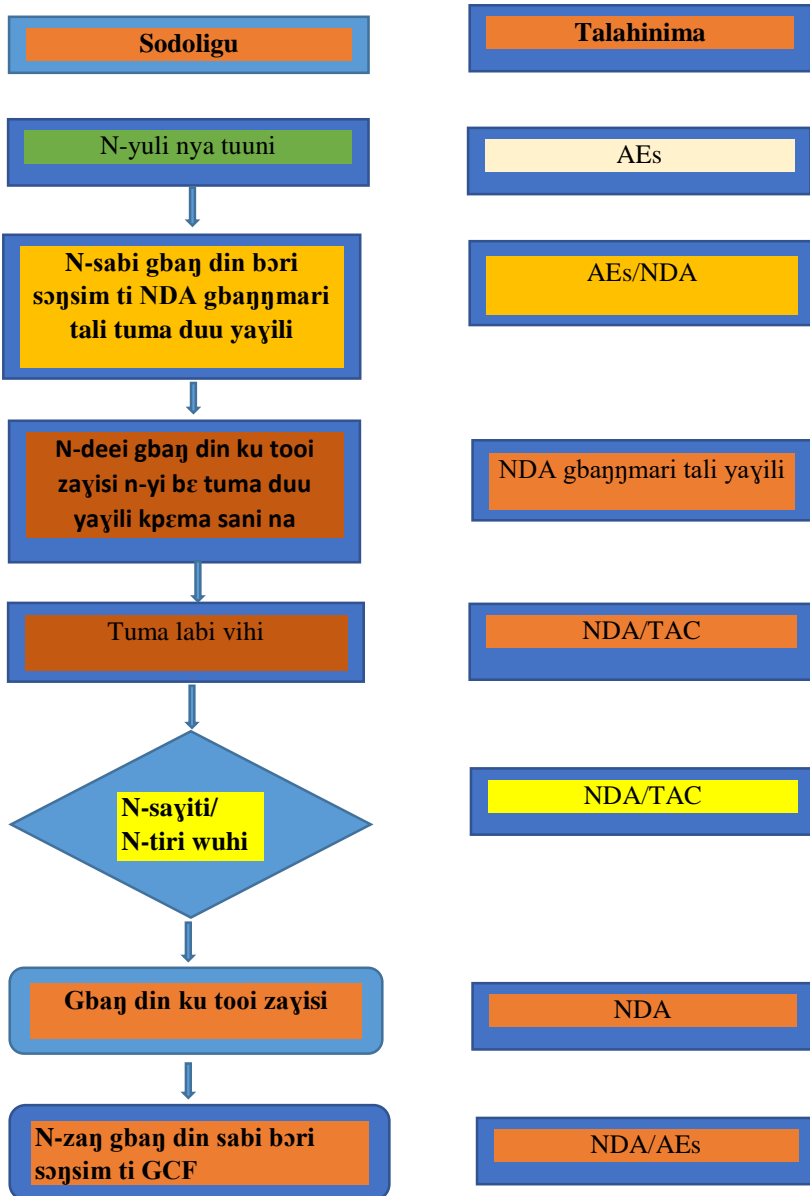 Sodoligu
Talahinima
N-yuli nya tuuni
AEs
N-sabi gbaŋ din bɔri
sɔŋsim ti NDA gbaŋŋmari
tali tuma duu yaɣili
AEs/NDA
N-deei gbaŋ din ku tooi
zaɣisi n-yi bɛ tuma duu
yaɣili kpɛma sani na
NDA gbaŋŋmari tali yaɣili
Tuma labi vihi
NDA/TAC
N-saɣiti/
N-tiri wuhi
NDA/TAC
Gbaŋ din ku tooi zaɣisi
NDA
N-zaŋ gbaŋ din sabi bɔri
sɔŋsim ti GCF
NDA/AEs